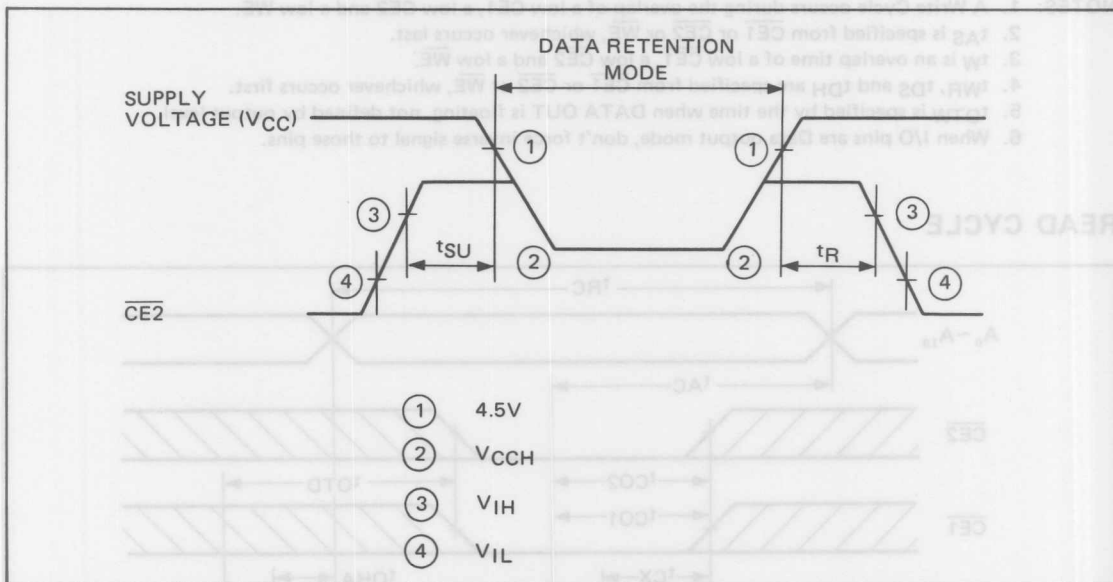 DATA RETENTION
MODE
SUPPLY
VOLTAGE (VCC)
① ①
③ ③
tSU tR
② ②
④ ④
C̅E̅2̅
① 4.5V
② VCCH
③ VIH
④ VIL